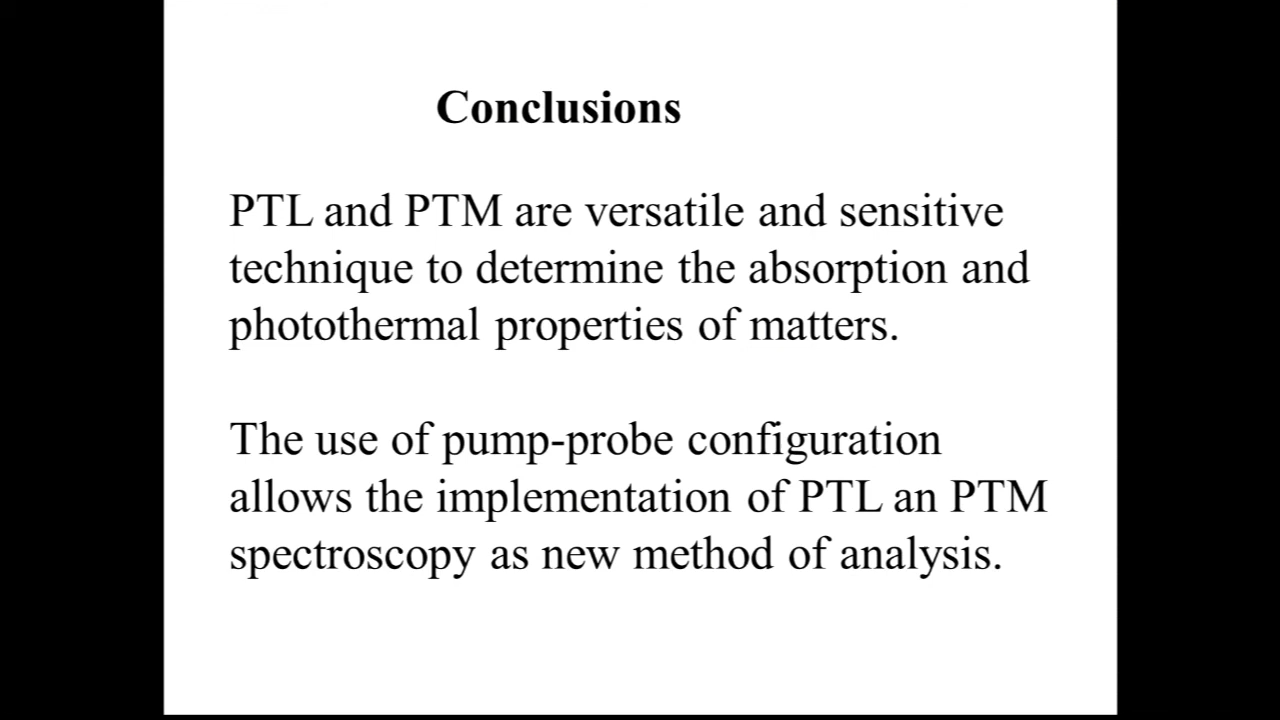 Conclusions
PTL and PTM are versatile and sensitive
technique to determine the absorption and
photothermal properties of matters.
The use of pump-probe configuration
allows the implementation of PTL an PTM
spectroscopy as new method of analysis.